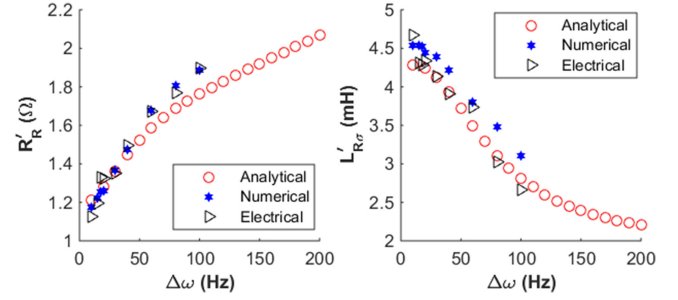 2.2
2
1.8
1.6
1.4
1.2
1
R′R (Ω)
0 50 100 150 200
Δω (Hz)
Analytical
Numerical
Electrical
5
4.5
4
3.5
3
2.5
2
L′Rσ (mH)
0 50 100 150 200
Δω (Hz)
Analytical
Numerical
Electrical